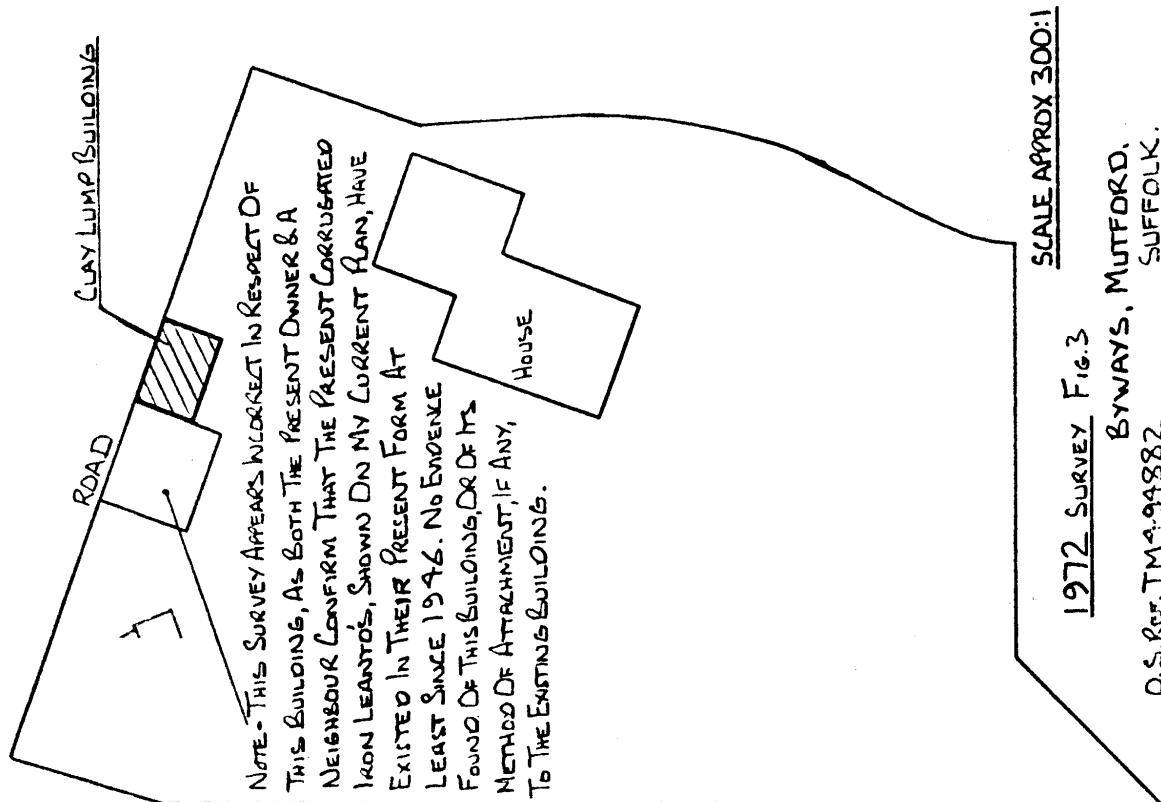 CLAY LUMP BUILDING
ROAD
NOTE - THIS SURVEY APPEARS INCORRECT IN RESPECT OF
THIS BUILDING, AS BOTH THE PRESENT OWNER & A
NEIGHBOUR CONFIRM THAT THE PRESENT CORRUGATED
IRON LEANTO'S, SHOWN ON MY CURRENT PLAN, HAVE
EXISTED IN THEIR PRESENT FORM AT
LEAST SINCE 1946. NO EVIDENCE
FOUND OF THIS BUILDING, OR OF ITS
METHOD OF ATTACHMENT, IF ANY,
TO THE EXISTING BUILDING.
HOUSE
SCALE APPROX 300:1
1972 SURVEY FIG.3
BYWAYS, MUTFORD.
SUFFOLK.
O.S. REF. TM494882